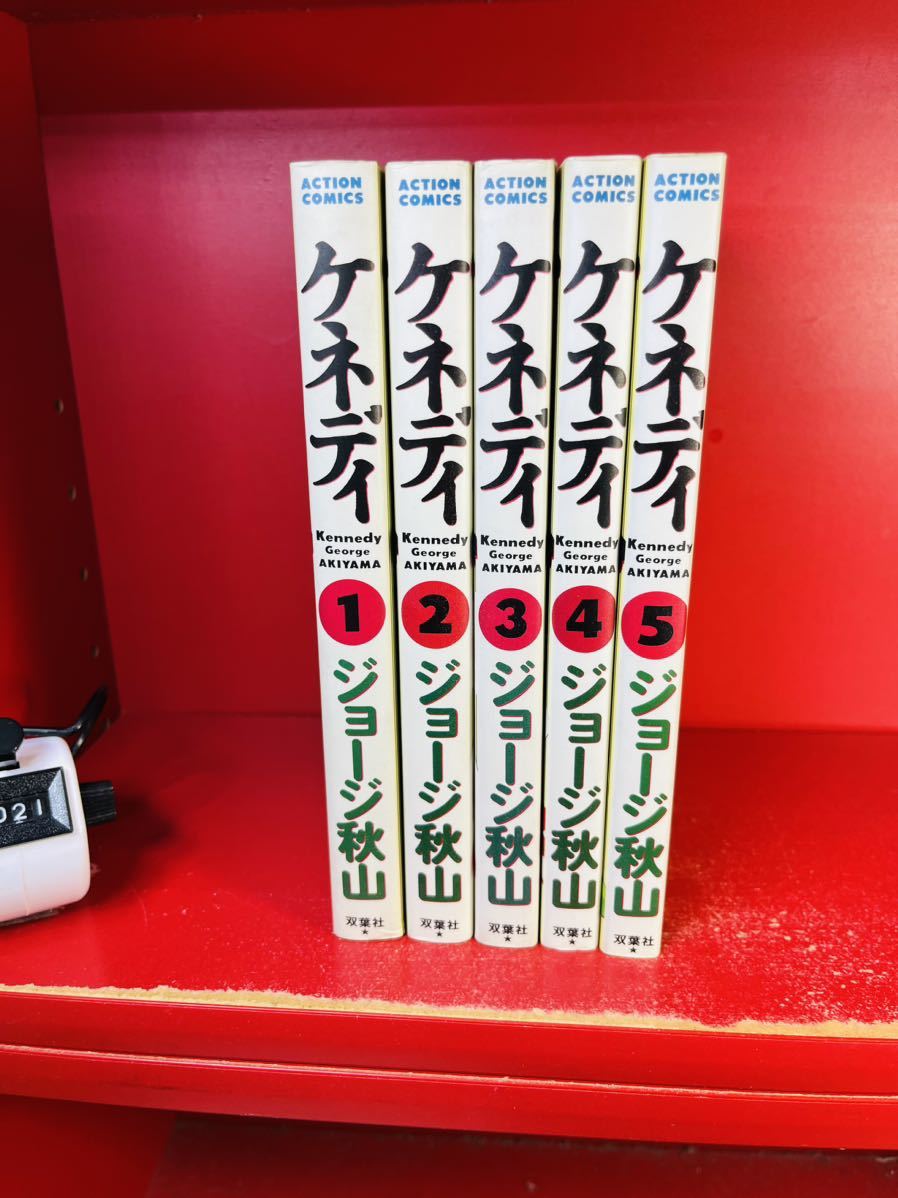 ACTION
COMICS
ケネディ
Kennedy
George
AKIYAMA
1
ジョージ秋山
双葉社
★
ACTION
COMICS
ケネディ
Kennedy
George
AKIYAMA
2
ジョージ秋山
双葉社
★
ACTION
COMICS
ケネディ
Kennedy
George
AKIYAMA
3
ジョージ秋山
双葉社
★
ACTION
COMICS
ケネディ
Kennedy
George
AKIYAMA
4
ジョージ秋山
双葉社
★
ACTION
COMICS
ケネディ
Kennedy
George
AKIYAMA
5
ジョージ秋山
双葉社
★
021